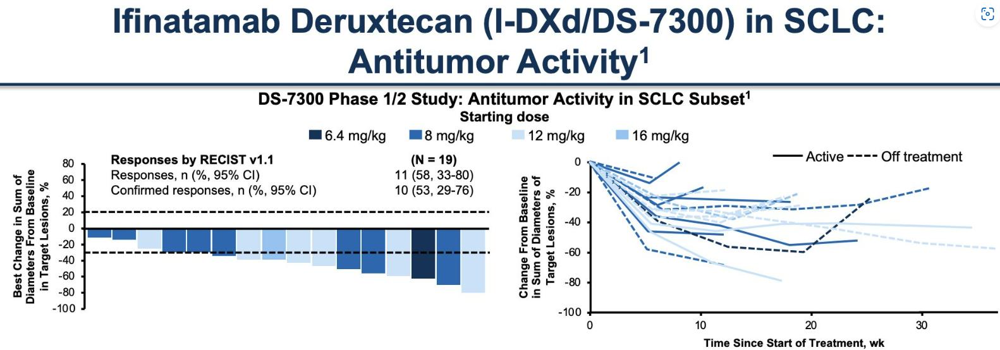 Ifinatamab Deruxtecan (I-DXd/DS-7300) in SCLC:
Antitumor Activity¹
DS-7300 Phase 1/2 Study: Antitumor Activity in SCLC Subset¹
Starting dose
6.4 mg/kg 8 mg/kg 12 mg/kg 16 mg/kg
Best Change in Sum of
Diameters From Baseline
in Target Lesions, %
80
60
40
20
0
-20
-40
-60
-80
-100
Responses by RECIST v1.1 (N = 19)
Responses, n (%, 95% CI) 11 (58, 33-80)
Confirmed responses, n (%, 95% CI) 10 (53, 29-76)
Change From Baseline
in Sum of Diameters of
Target Lesions, %
0
-20
-40
-60
-80
-100
Active Off treatment
0 10 20 30
Time Since Start of Treatment, wk